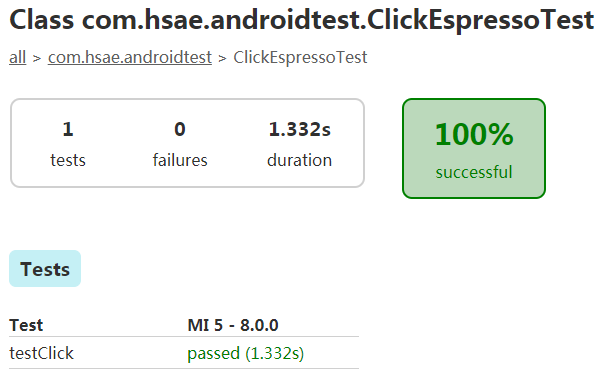 Class com.hsae.androidtest.ClickEspressoTest
all > com.hsae.androidtest > ClickEspressoTest
1 0 1.332s 100%
tests failures duration successful
Tests
Test MI 5 - 8.0.0
testClick passed (1.332s)